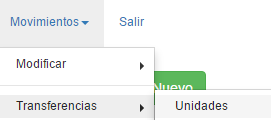 Movimientos Salir
Modificar
Nuevo
Transferencias Unidades